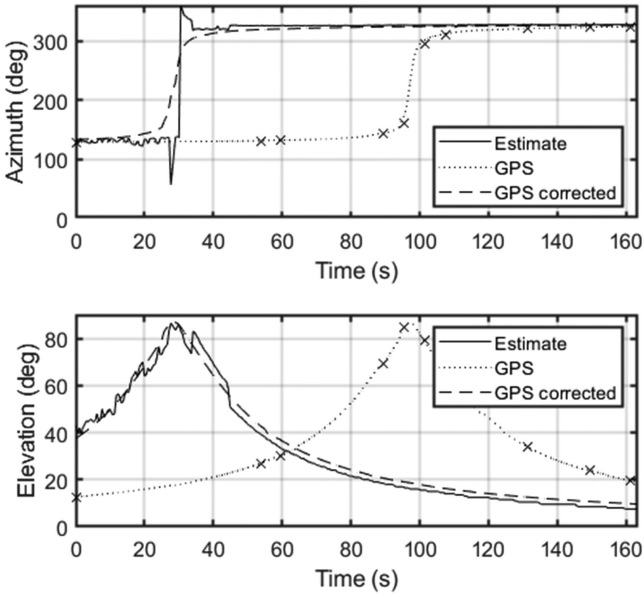 Azimuth (deg)
300
200
100
0
0 20 40 60 80 100 120 140 160
Time (s)
Estimate
GPS
GPS corrected
Elevation (deg)
80
60
40
20
0
0 20 40 60 80 100 120 140 160
Time (s)
Estimate
GPS
GPS corrected